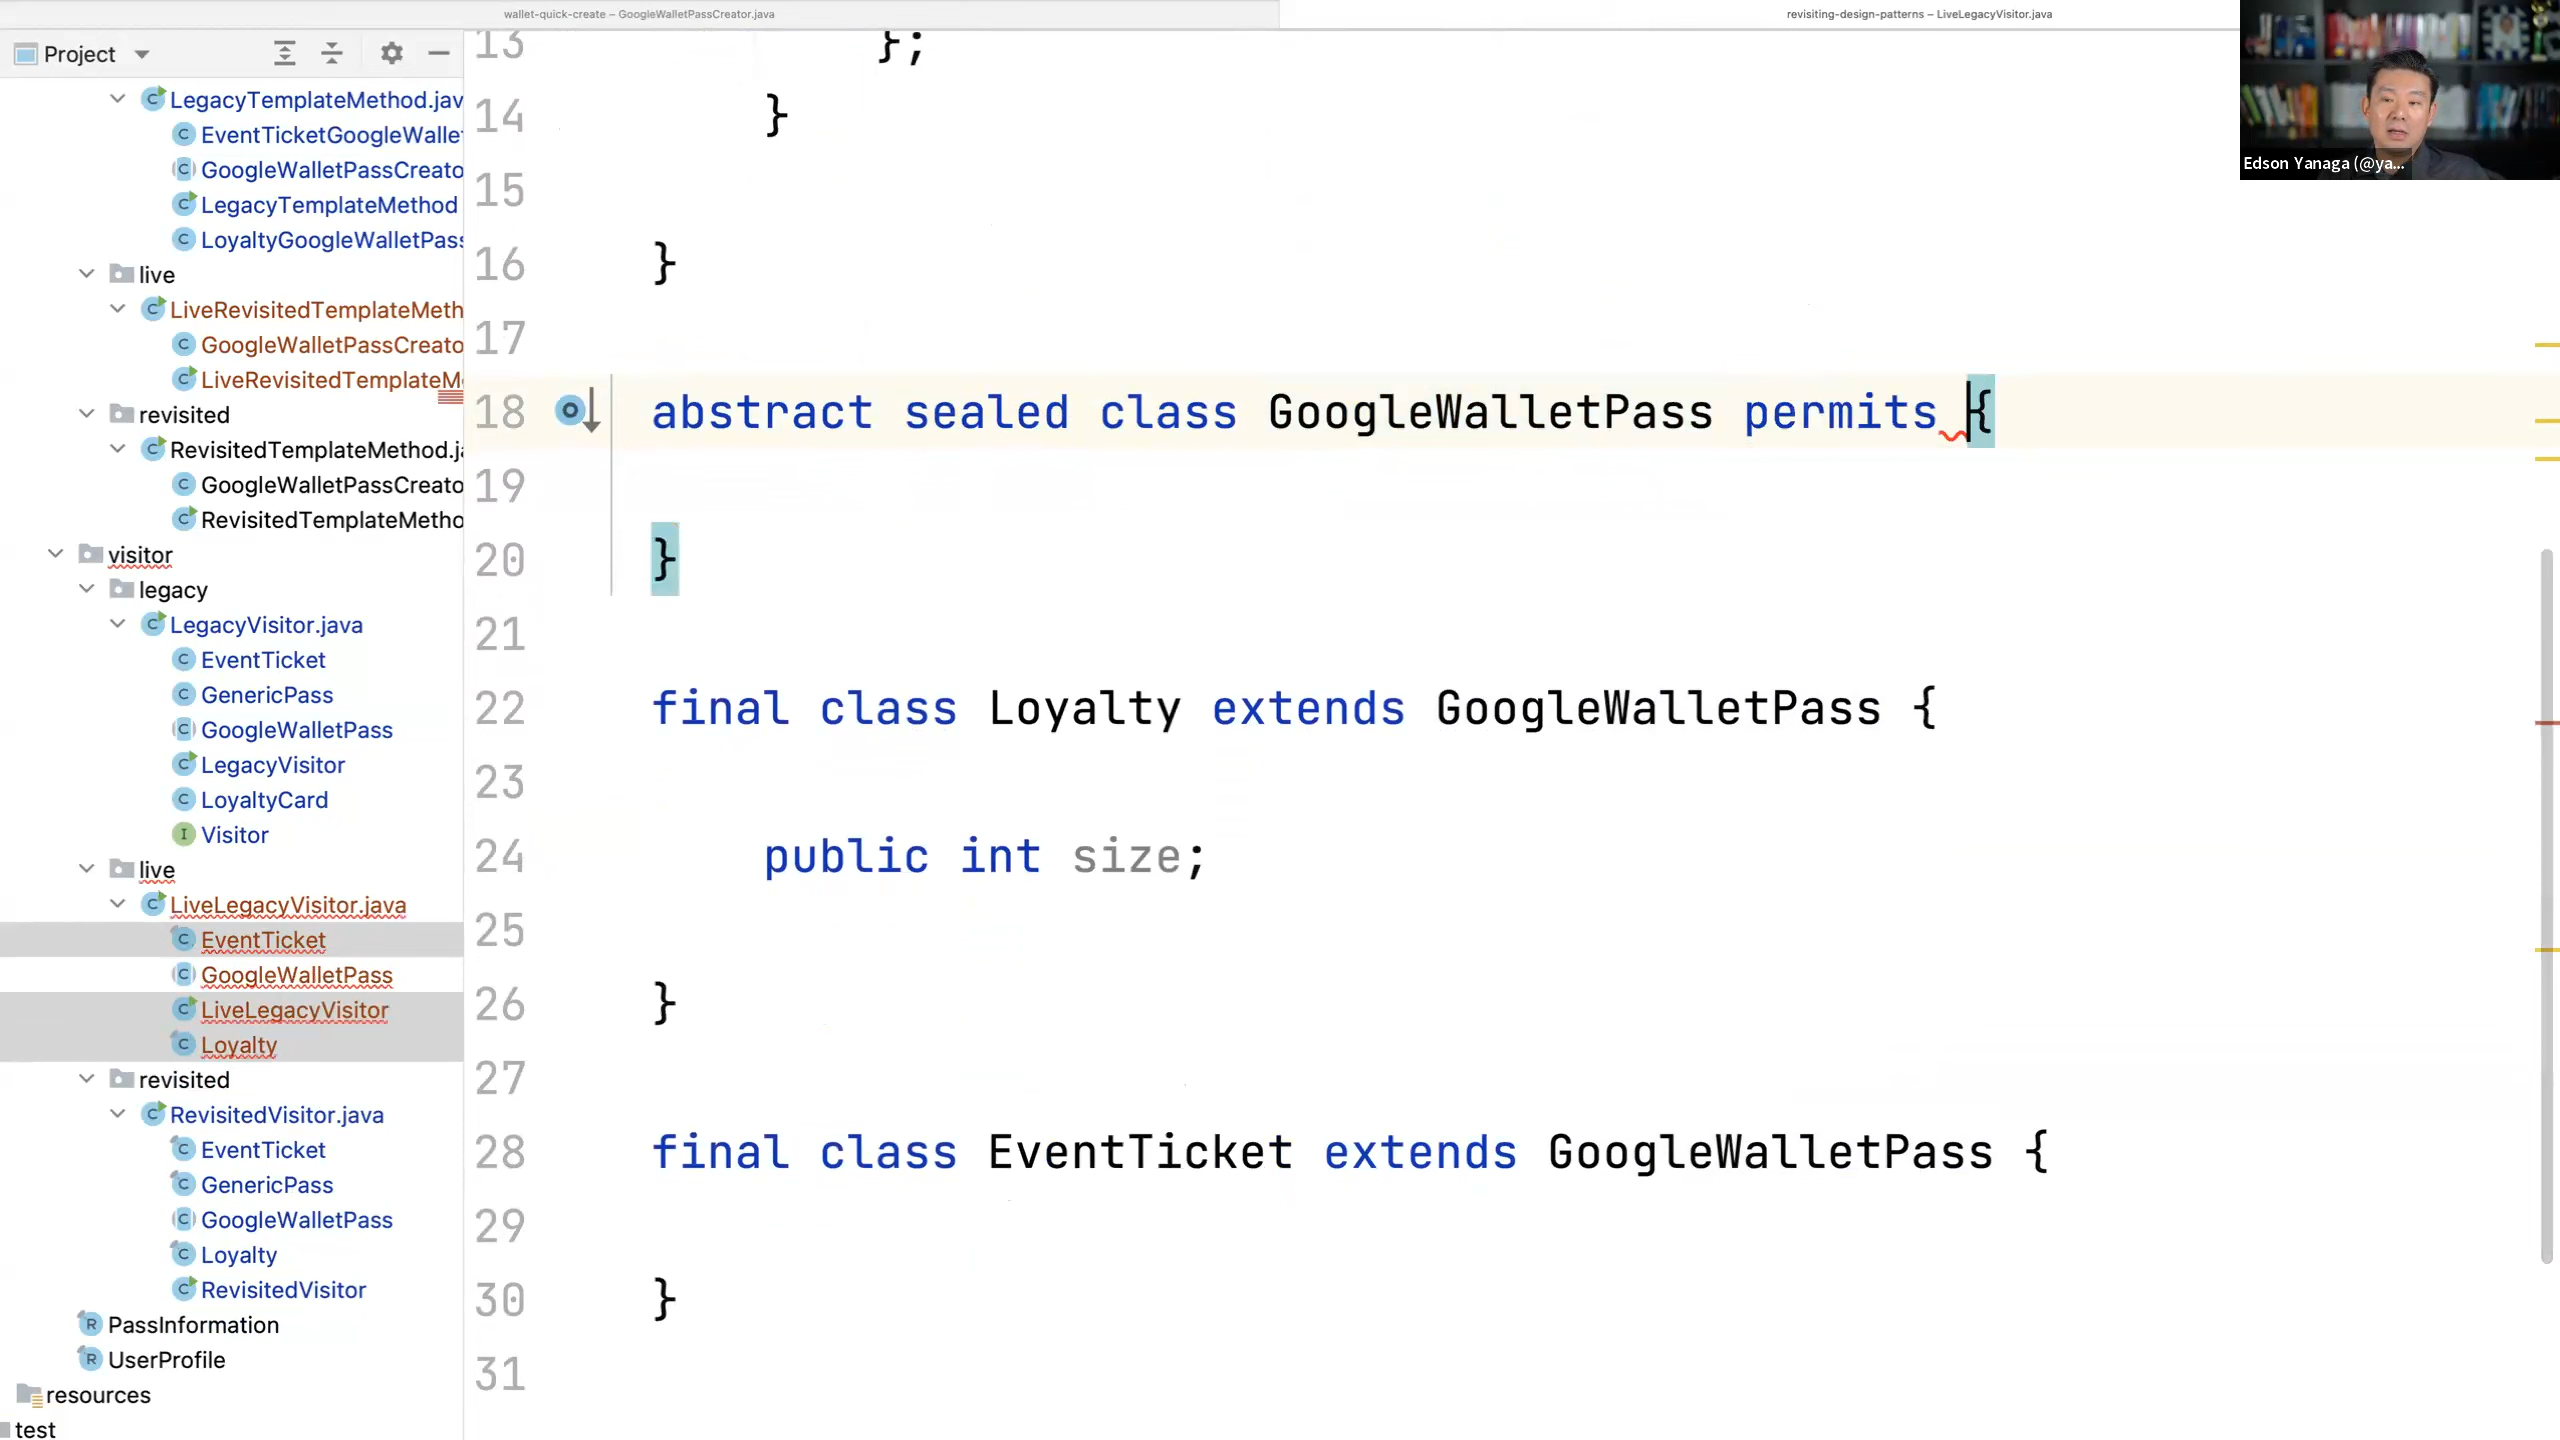 wallet-quick-create – GoogleWalletPassCreator.java
revisiting-design-patterns – LiveLegacyVisitor.java
Project
LegacyTemplateMethod.jav
EventTicketGoogleWalle
GoogleWalletPassCreato
LegacyTemplateMethod
LoyaltyGoogleWalletPass
live
LiveRevisitedTemplateMeth
GoogleWalletPassCreato
LiveRevisitedTemplateM
revisited
RevisitedTemplateMethod.j
GoogleWalletPassCreato
RevisitedTemplateMetho
visitor
legacy
LegacyVisitor.java
EventTicket
GenericPass
GoogleWalletPass
LegacyVisitor
LoyaltyCard
Visitor
live
LiveLegacyVisitor.java
EventTicket
GoogleWalletPass
LiveLegacyVisitor
Loyalty
revisited
RevisitedVisitor.java
EventTicket
GenericPass
GoogleWalletPass
Loyalty
RevisitedVisitor
PassInformation
UserProfile
resources
test
13 };
14 }
15
16 }
17
18 abstract sealed class GoogleWalletPass permits {
19
20 }
21
22 final class Loyalty extends GoogleWalletPass {
23
24 public int size;
25
26 }
27
28 final class EventTicket extends GoogleWalletPass {
29
30 }
31
Edson Yanaga (@ya...